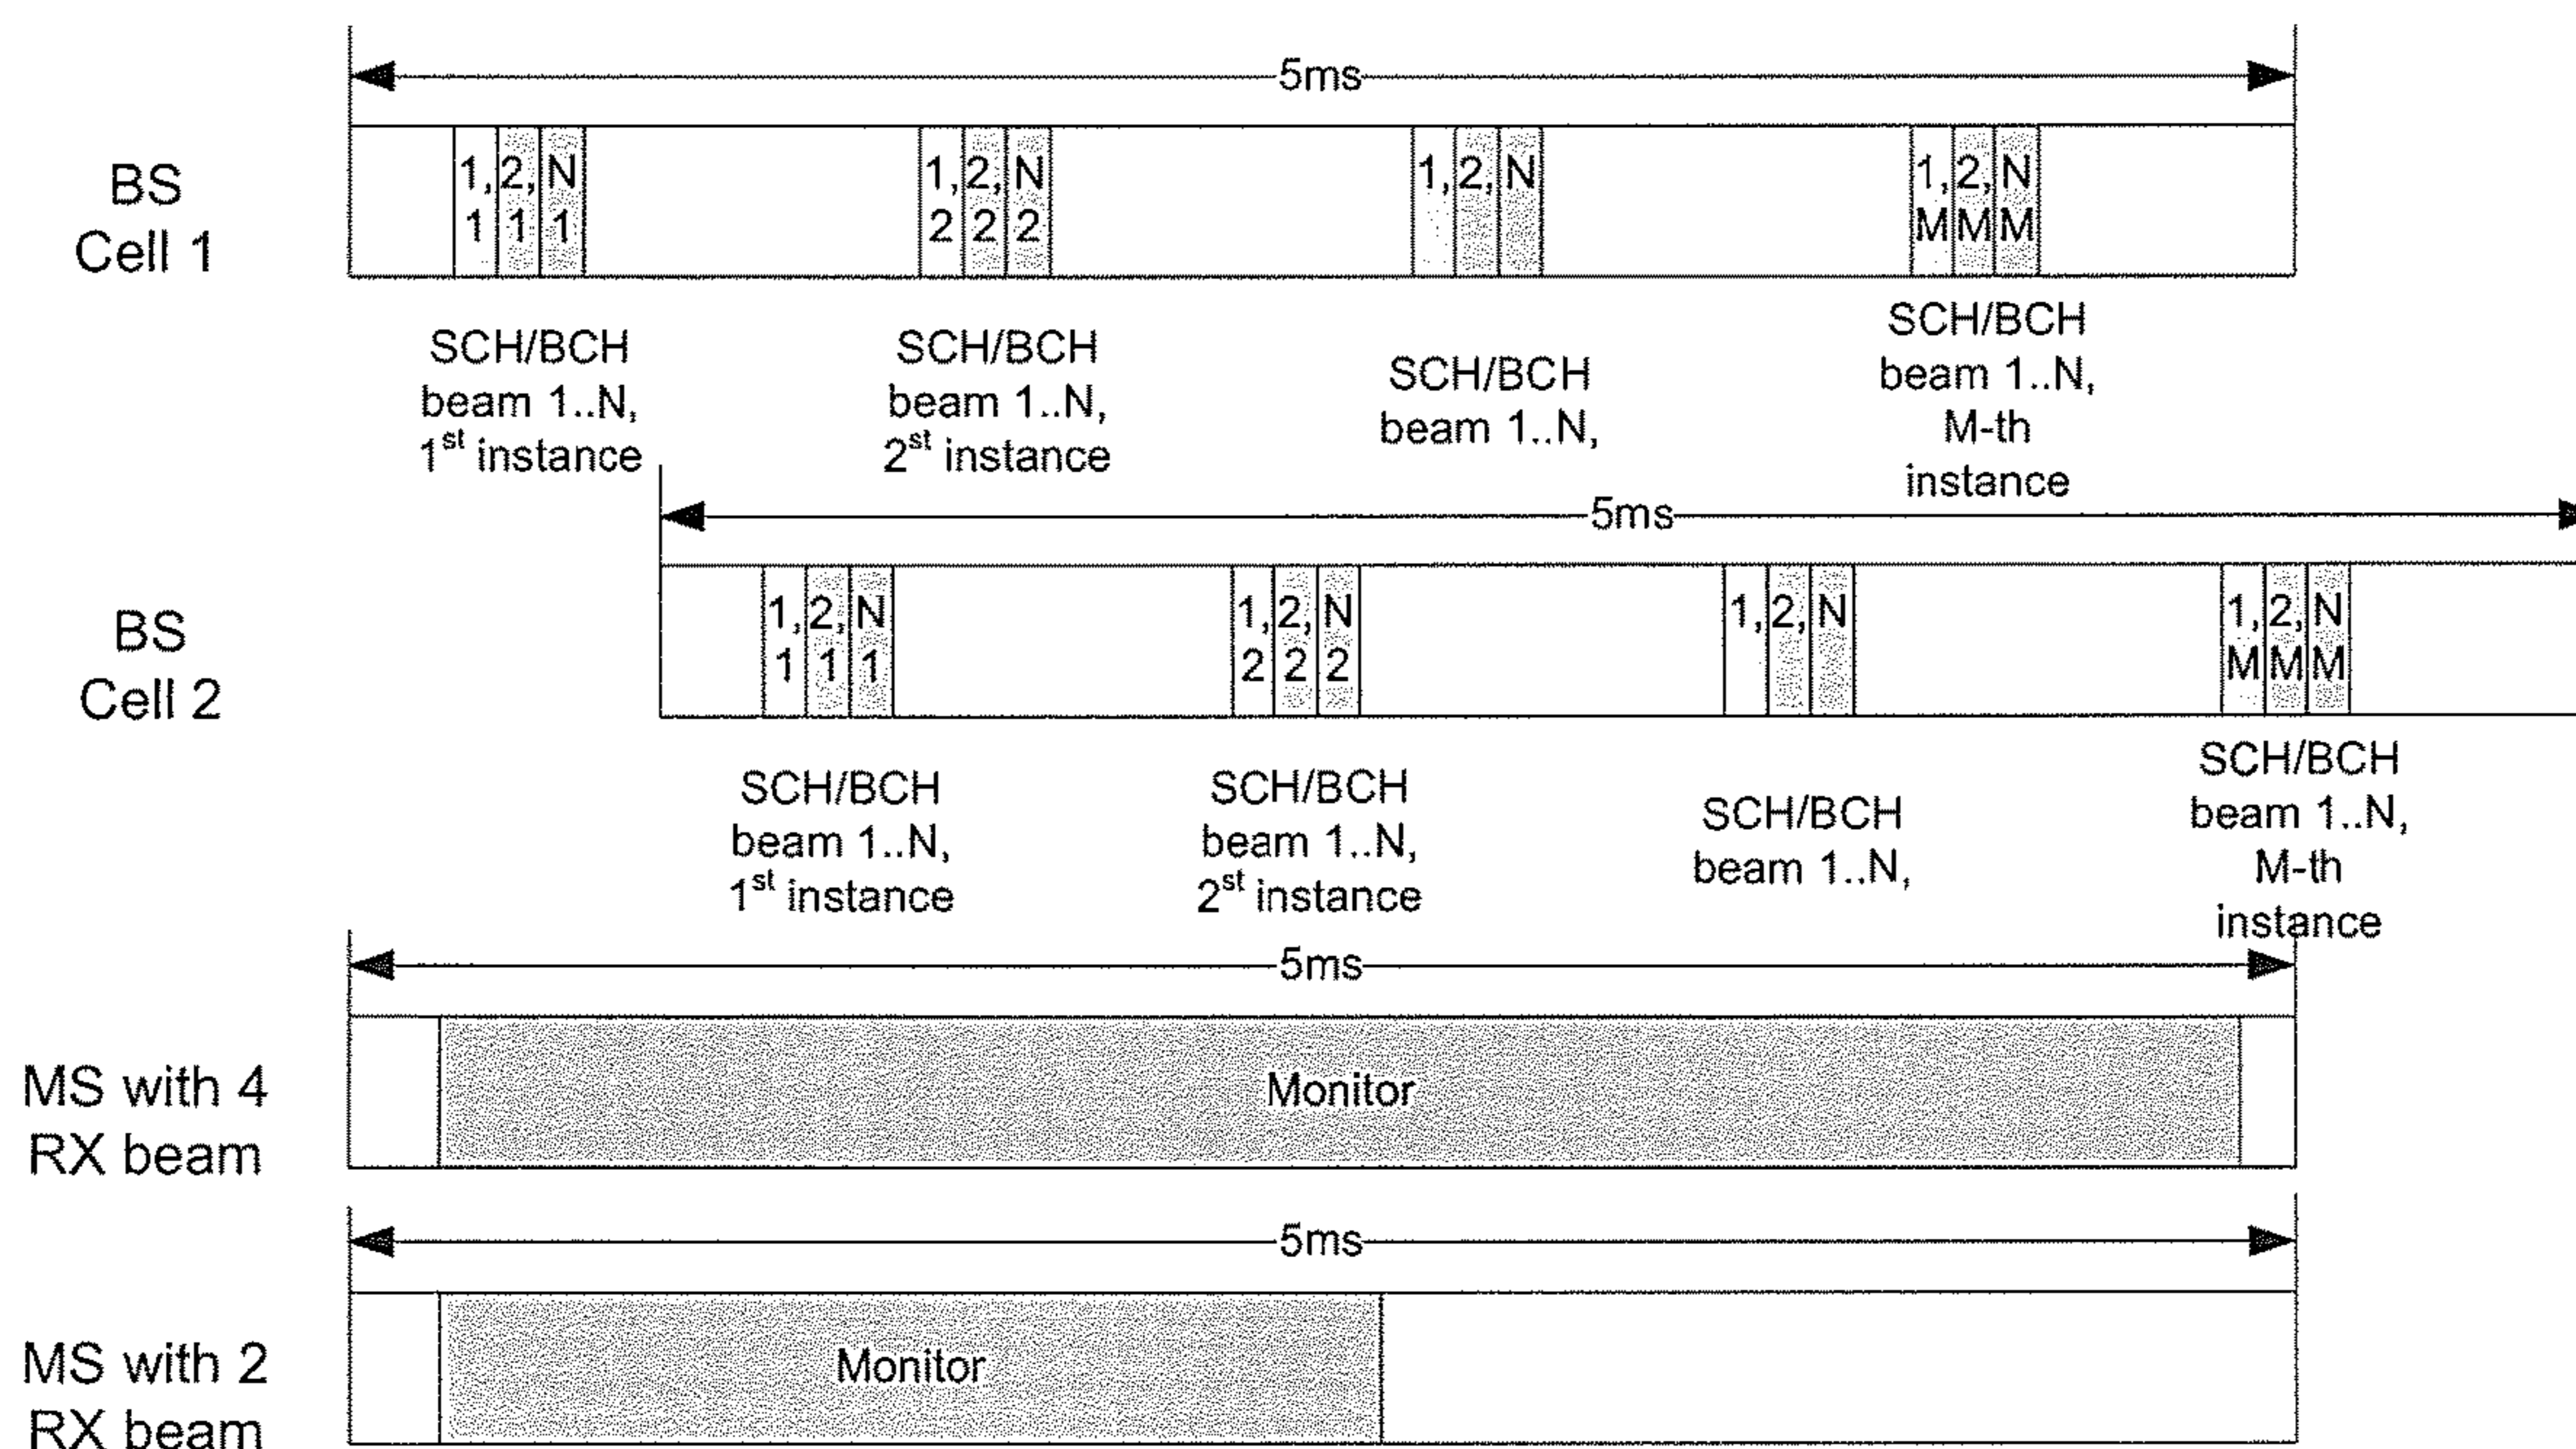 5ms
BS
Cell 1
1, 2, N
1 1 1
1, 2, N
2 2 2
1, 2, N
1, 2, N
M M M
SCH/BCH
beam 1..N,
1st instance
SCH/BCH
beam 1..N,
2st instance
SCH/BCH
beam 1..N,
SCH/BCH
beam 1..N,
M-th
instance
5ms
BS
Cell 2
1, 2, N
1 1 1
1, 2, N
2 2 2
1, 2, N
1, 2, N
M M M
SCH/BCH
beam 1..N,
1st instance
SCH/BCH
beam 1..N,
2st instance
SCH/BCH
beam 1..N,
SCH/BCH
beam 1..N,
M-th
instance
5ms
MS with 4
RX beam
Monitor
5ms
MS with 2
RX beam
Monitor